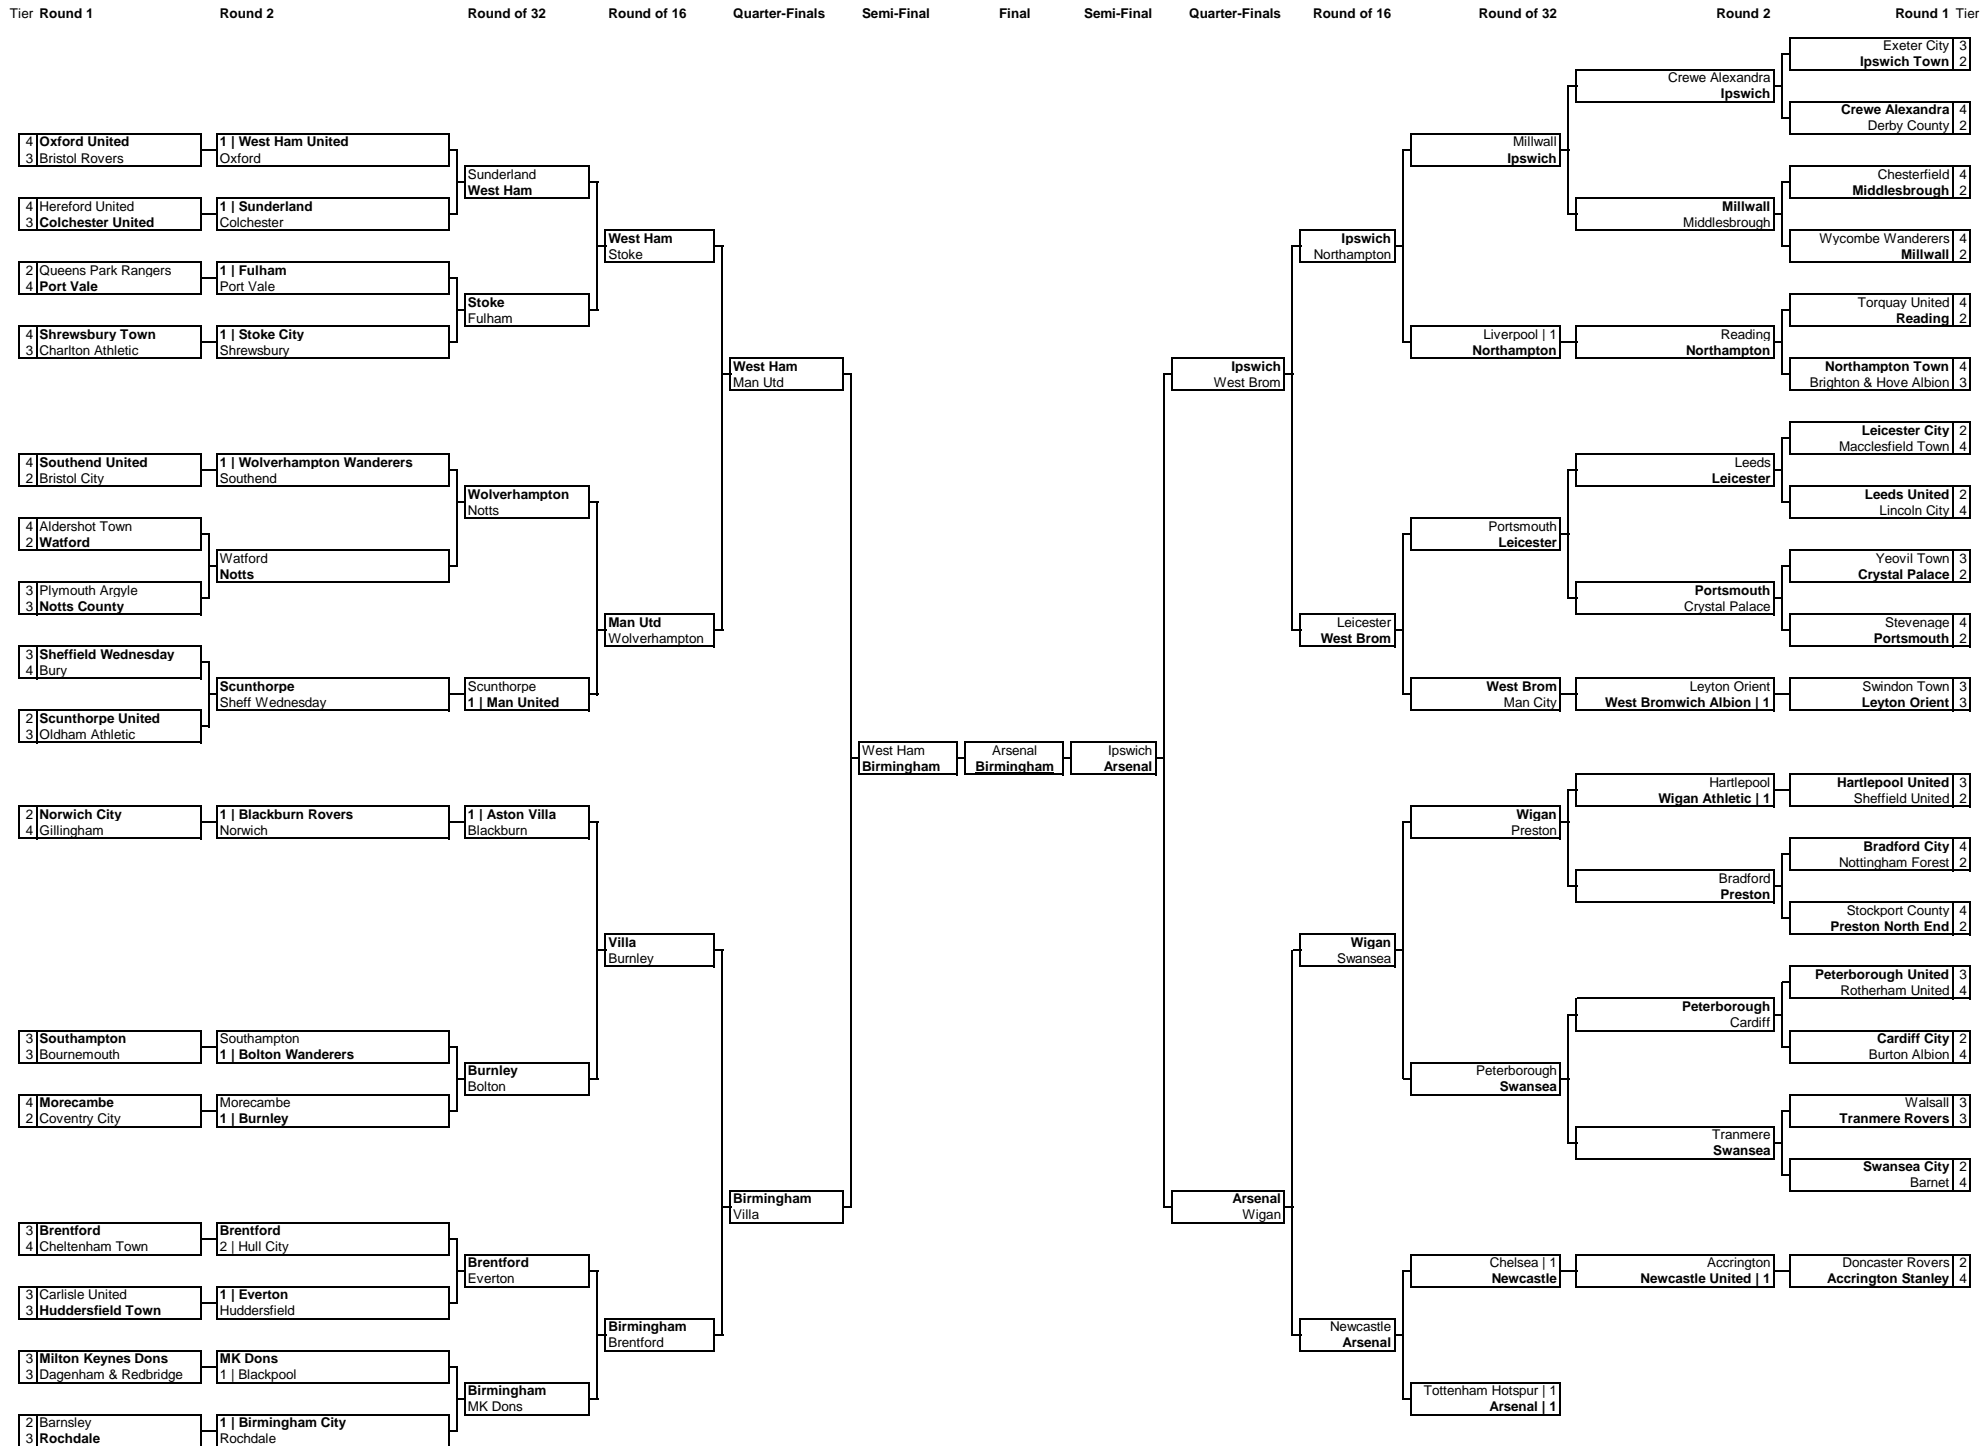 Tier Round 1 Round 2 Round of 32 Round of 16 Quarter-Finals Semi-Final Final Semi-Final Quarter-Finals Round of 16 Round of 32 Round 2 Round 1 Tier
4 Oxford United
3 Bristol Rovers
4 Hereford United
3 Colchester United
2 Queens Park Rangers
4 Port Vale
4 Shrewsbury Town
3 Charlton Athletic
4 Southend United
2 Bristol City
4 Aldershot Town
2 Watford
3 Plymouth Argyle
3 Notts County
3 Sheffield Wednesday
4 Bury
2 Scunthorpe United
3 Oldham Athletic
2 Norwich City
4 Gillingham
3 Southampton
3 Bournemouth
4 Morecambe
2 Coventry City
3 Brentford
4 Cheltenham Town
3 Carlisle United
3 Huddersfield Town
3 Milton Keynes Dons
3 Dagenham & Redbridge
2 Barnsley
3 Rochdale
1 | West Ham United
Oxford
1 | Sunderland
Colchester
1 | Fulham
Port Vale
1 | Stoke City
Shrewsbury
1 | Wolverhampton Wanderers
Southend
Watford
Notts
Scunthorpe
Sheff Wednesday
1 | Blackburn Rovers
Norwich
Southampton
1 | Bolton Wanderers
Morecambe
1 | Burnley
Brentford
2 | Hull City
1 | Everton
Huddersfield
MK Dons
1 | Blackpool
1 | Birmingham City
Rochdale
Sunderland
West Ham
Stoke
Fulham
Wolverhampton
Notts
Scunthorpe
1 | Man United
1 | Aston Villa
Blackburn
Burnley
Bolton
Brentford
Everton
Birmingham
MK Dons
West Ham
Stoke
Man Utd
Wolverhampton
Villa
Burnley
Birmingham
Brentford
West Ham
Man Utd
Birmingham
Villa
West Ham
Birmingham
Arsenal
Birmingham
Ipswich
Arsenal
Ipswich
West Brom
Arsenal
Wigan
Ipswich
Northampton
Leicester
West Brom
Wigan
Swansea
Newcastle
Arsenal
Millwall
Ipswich
Liverpool | 1
Northampton
Portsmouth
Leicester
West Brom
Man City
Wigan
Preston
Peterborough
Swansea
Chelsea | 1
Newcastle
Tottenham Hotspur | 1
Arsenal | 1
Crewe Alexandra
Ipswich
Millwall
Middlesbrough
Reading
Northampton
Leeds
Leicester
Portsmouth
Crystal Palace
Leyton Orient
West Bromwich Albion | 1
Hartlepool
Wigan Athletic | 1
Bradford
Preston
Peterborough
Cardiff
Tranmere
Swansea
Accrington
Newcastle United | 1
Exeter City 3
Ipswich Town 2
Crewe Alexandra 4
Derby County 2
Chesterfield 4
Middlesbrough 2
Wycombe Wanderers 4
Millwall 2
Torquay United 4
Reading 2
Northampton Town 4
Brighton & Hove Albion 3
Leicester City 2
Macclesfield Town 4
Leeds United 2
Lincoln City 4
Yeovil Town 3
Crystal Palace 2
Stevenage 4
Portsmouth 2
Swindon Town 3
Leyton Orient 3
Hartlepool United 3
Sheffield United 2
Bradford City 4
Nottingham Forest 2
Stockport County 4
Preston North End 2
Peterborough United 3
Rotherham United 4
Cardiff City 2
Burton Albion 4
Walsall 3
Tranmere Rovers 3
Swansea City 2
Barnet 4
Doncaster Rovers 2
Accrington Stanley 4